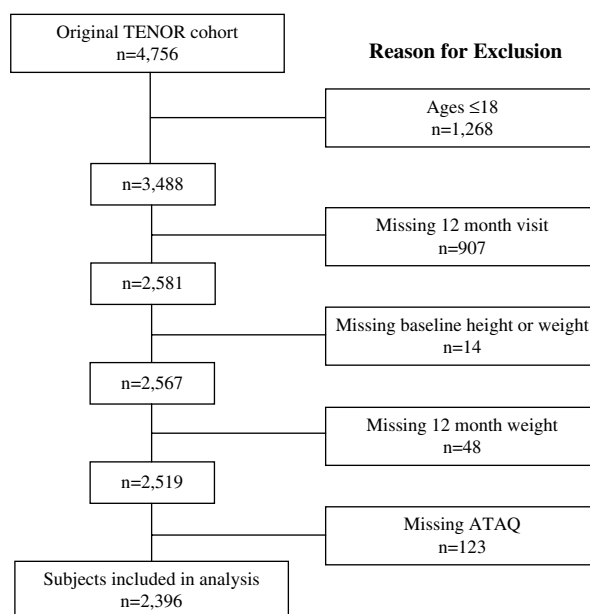 Original TENOR cohort
n=4,756
Reason for Exclusion
Ages ≤18
n=1,268
n=3,488
Missing 12 month visit
n=907
n=2,581
Missing baseline height or weight
n=14
n=2,567
Missing 12 month weight
n=48
n=2,519
Missing ATAQ
n=123
Subjects included in analysis
n=2,396